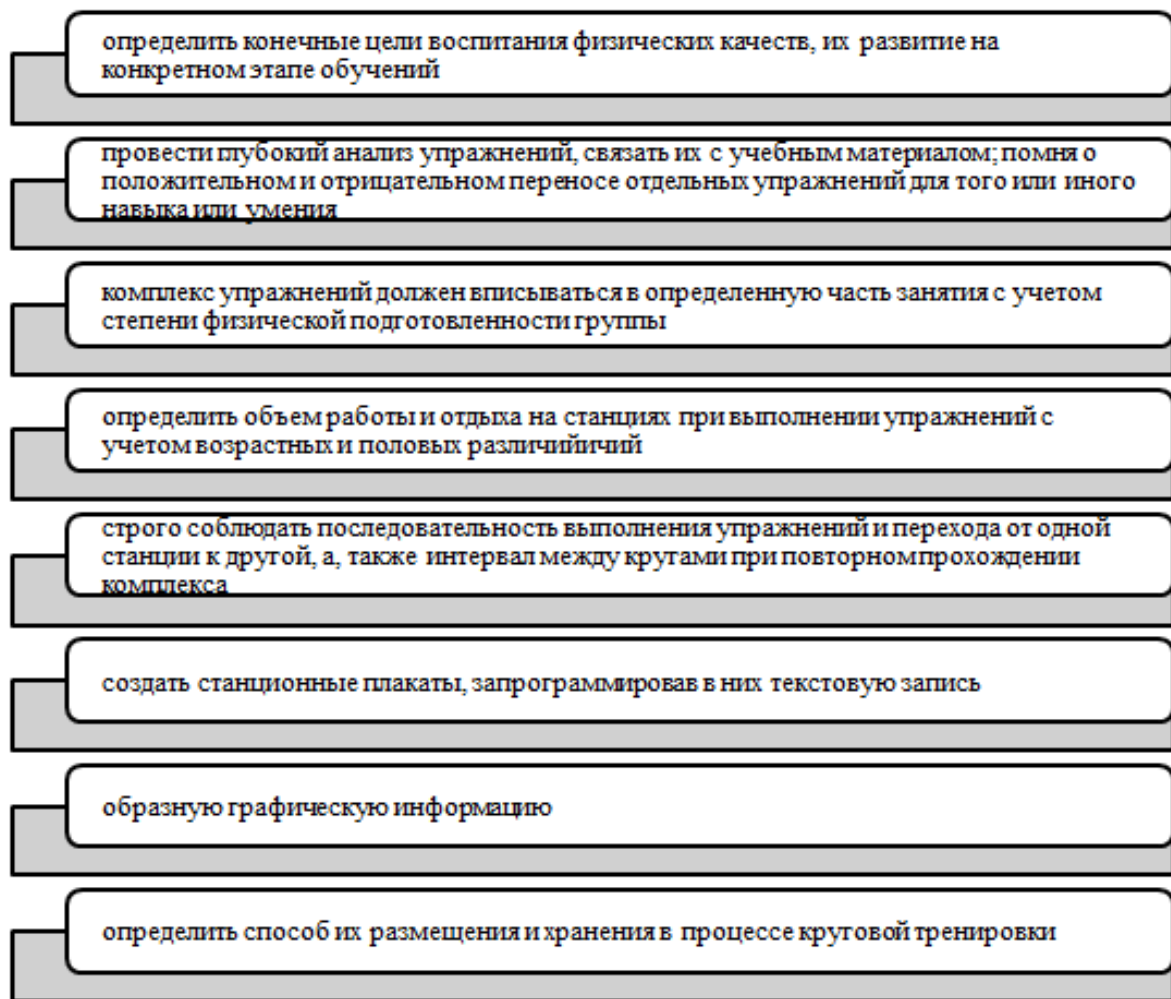 определить конечные цели воспитания физических качеств, их развитие на
конкретном этапе обучений
провести глубокий анализ упражнений, связать их с учебным материалом; помня о
положительном и отрицательном переносе отдельных упражнений для того или иного
навыка или умения
комплекс упражнений должен вписываться в определенную часть занятия с учетом
степени физической подготовленности группы
определить объем работы и отдыха на станциях при выполнении упражнений с
учетом возрастных и половых различийичий
строго соблюдать последовательность выполнения упражнений и перехода от одной
станции к другой, а, также интервал между кругами при повторном прохождении
комплекса
создать станционные плакаты, запрограммировав в них текстовую запись
образную графическую информацию
определить способ их размещения и хранения в процессе круговой тренировки